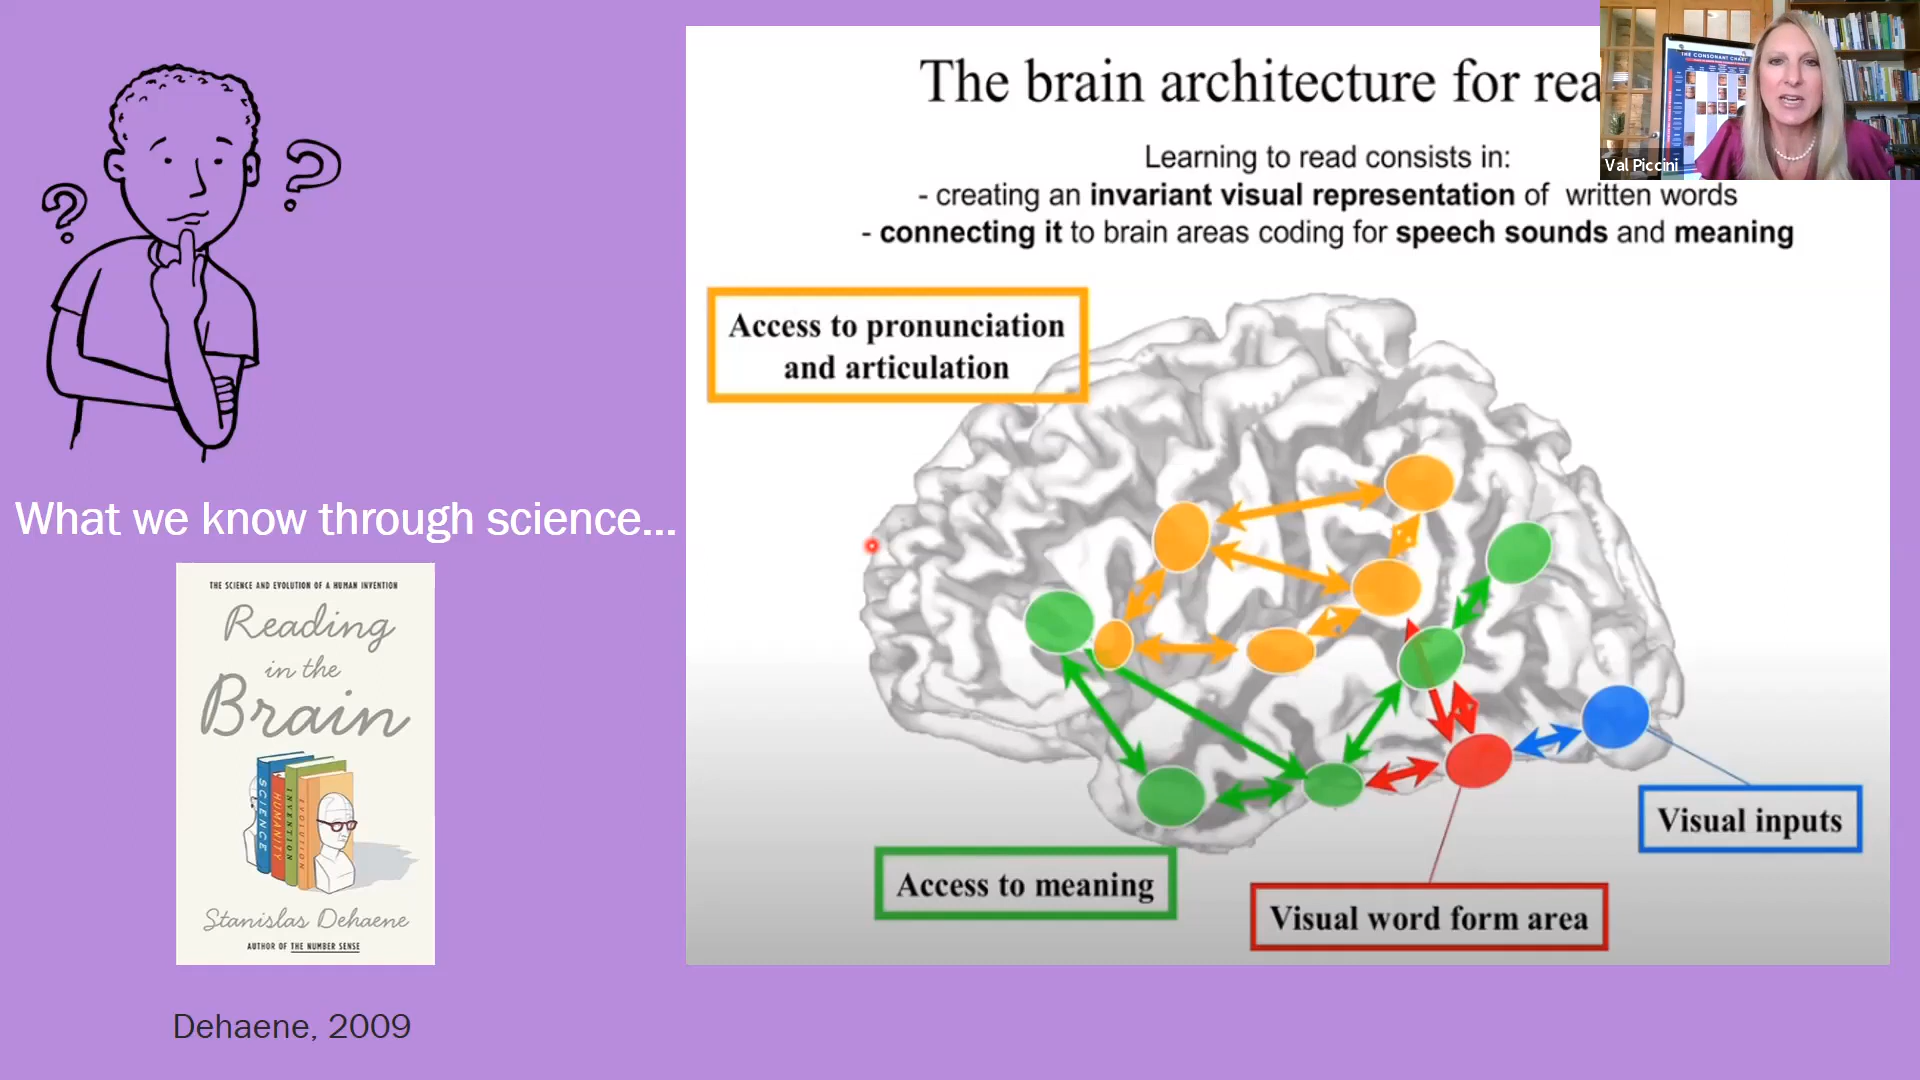 What we know through science...
THE SCIENCE AND EVOLUTION OF A HUMAN INVENTION
Reading
in the
Brain
SCIENCE
HUMANITY
INVENTION
EVOLUTION
Stanislas Dehaene
AUTHOR OF THE NUMBER SENSE
Dehaene, 2009
The brain architecture for rea
Learning to read consists in:
- creating an invariant visual representation of written words
- connecting it to brain areas coding for speech sounds and meaning
Access to pronunciation
and articulation
Access to meaning
Visual word form area
Visual inputs
THE CONSONANT CHART
Val Piccini